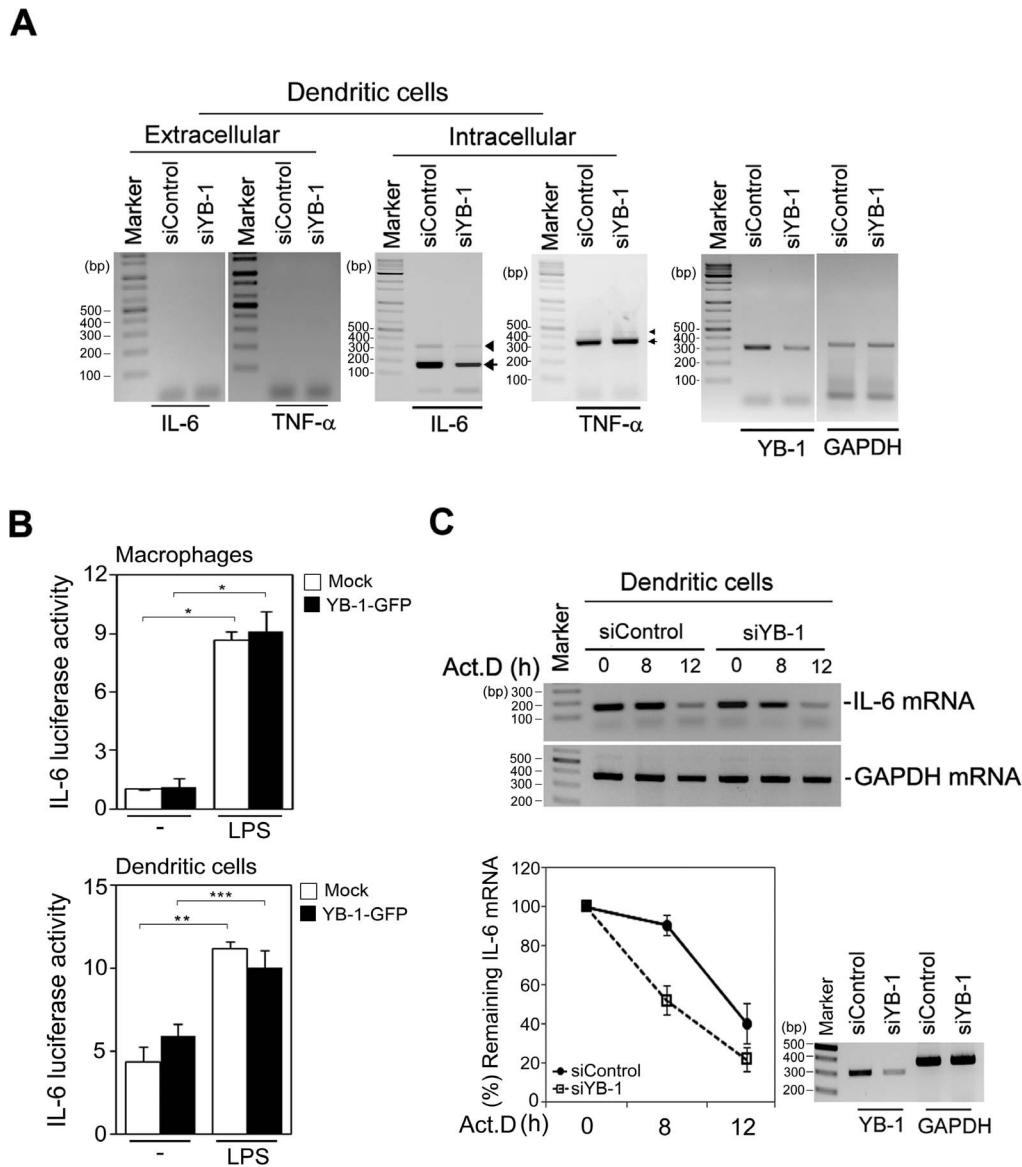 A
Dendritic cells
Extracellular
Intracellular
Marker siControl siYB-1 Marker siControl siYB-1 Marker siControl siYB-1 Marker siControl siYB-1 Marker siControl siYB-1 siControl siYB-1
(bp) (bp) (bp) (bp)
500 500 500 500
400 400 400 400
300 300 300 300
200 200 200 200
100 100 100 100
IL-6 TNF-α IL-6 TNF-α YB-1 GAPDH
B
Macrophages
Mock
YB-1-GFP
IL-6 luciferase activity
12
9
6
3
0
* *
- LPS
Dendritic cells
Mock
YB-1-GFP
IL-6 luciferase activity
15
10
5
0
** ***
- LPS
C
Dendritic cells
Marker siControl siYB-1
Act.D (h) 0 8 12 0 8 12
(bp) 300
200
100
-IL-6 mRNA
500
400
300
200
-GAPDH mRNA
(%) Remaining IL-6 mRNA
120
100
80
60
40
20
0
siControl
siYB-1
Act.D (h) 0 8 12
Marker siControl siYB-1 siControl siYB-1
(bp)
500
400
300
200
YB-1 GAPDH